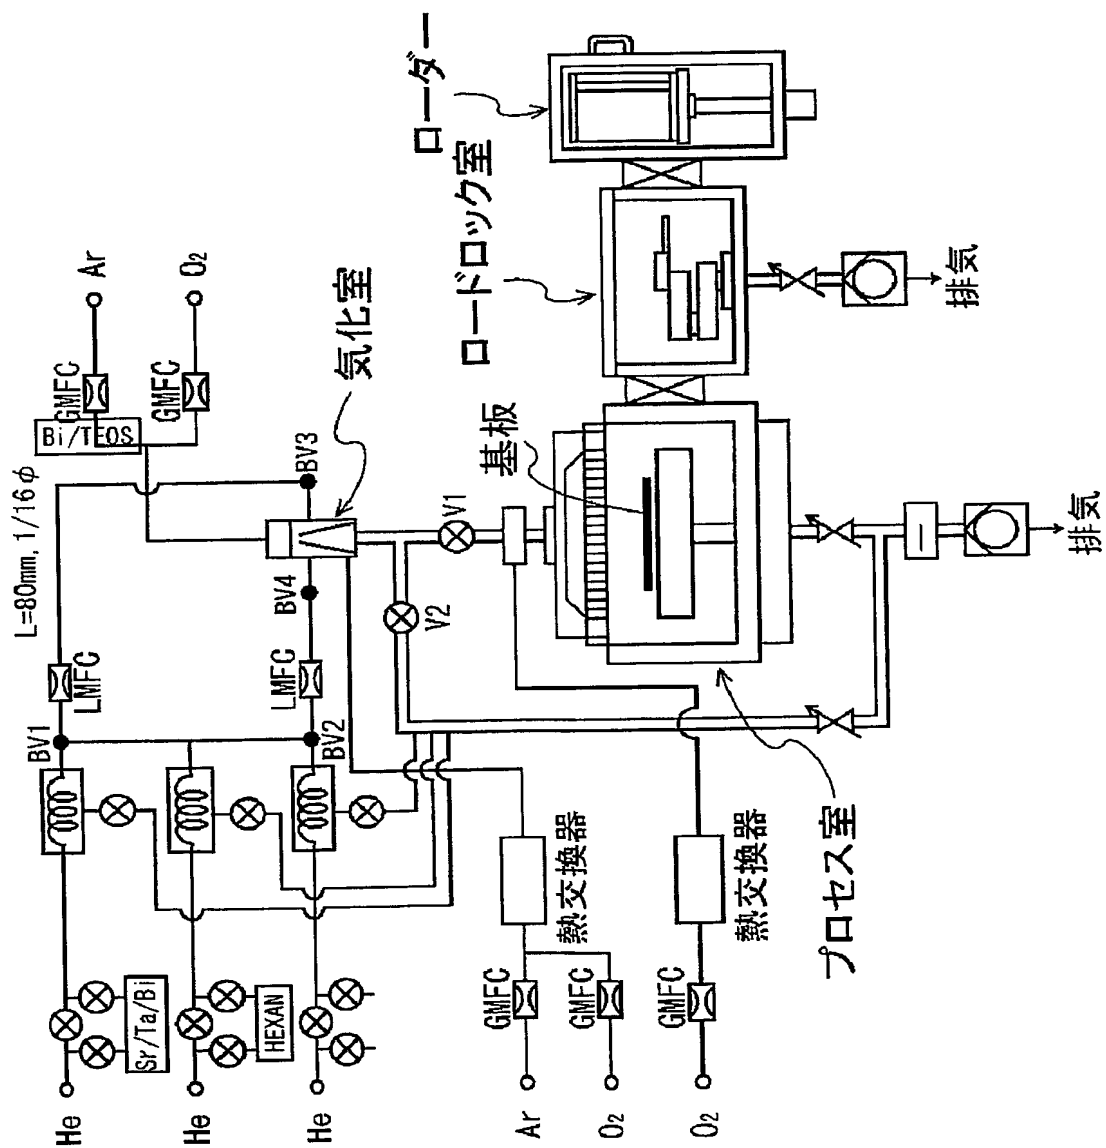 He
He
He
Sr/Ta/Bi
HEXAN
BV1
BV2
LMFC
LMFC
L=80mm, 1/16φ
BV4
BV3
Bi/TEOS
GMFC
GMFC
Ar
O₂
気化室
V1
V2
Ar
O₂
O₂
GMFC
GMFC
GMFC
熱交換器
熱交換器
基板
プロセス室
ロードロック室
ローダー
排気
排気